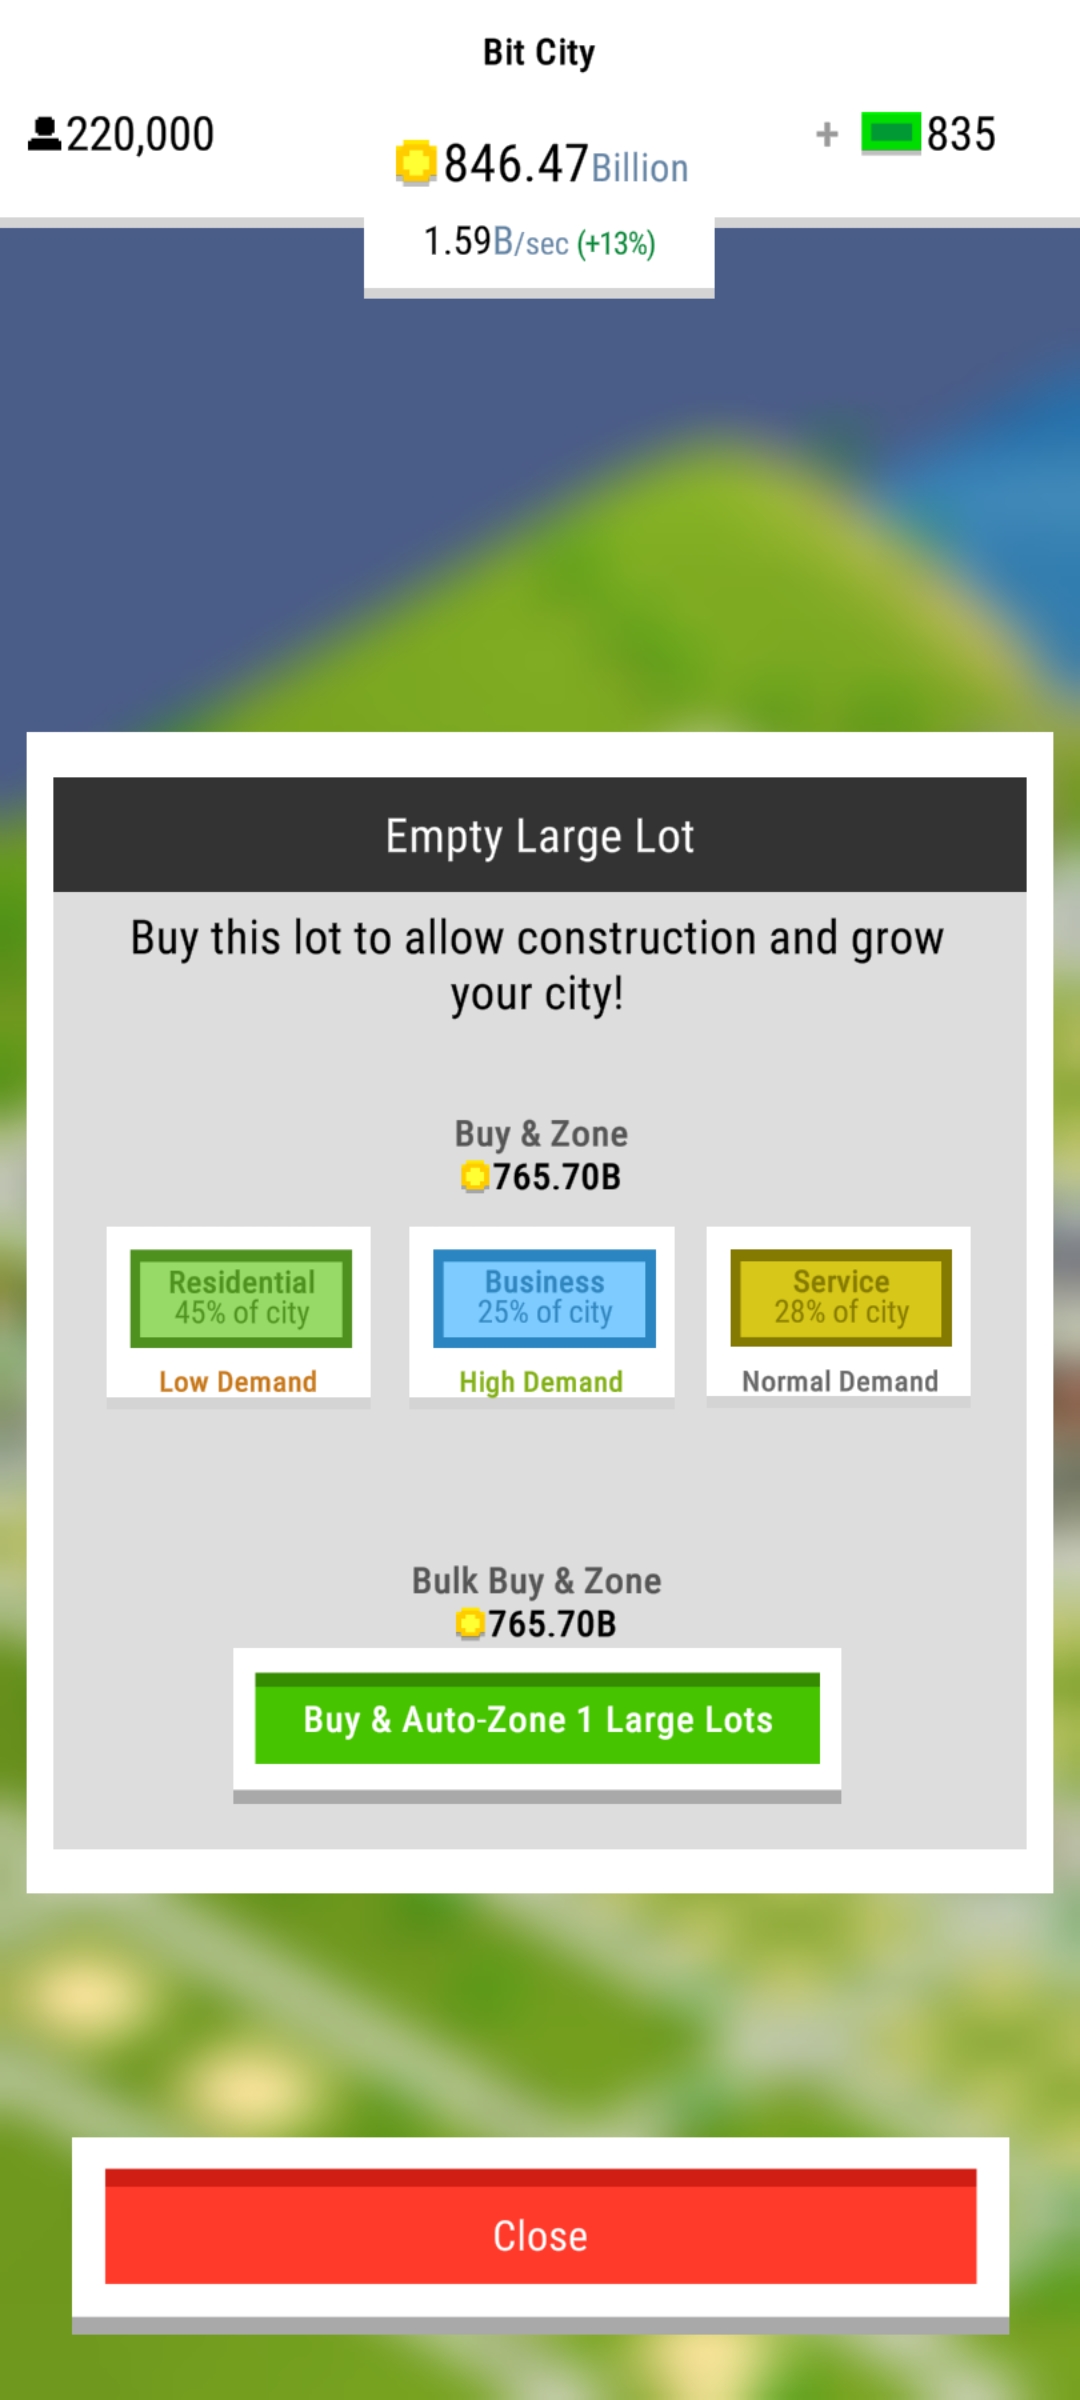 Bit City
220,000
846.47Billion
+ 835
1.59B/sec (+13%)
Empty Large Lot
Buy this lot to allow construction and grow
your city!
Buy & Zone
765.70B
Residential
45% of city
Low Demand
Business
25% of city
High Demand
Service
28% of city
Normal Demand
Bulk Buy & Zone
765.70B
Buy & Auto-Zone 1 Large Lots
Close